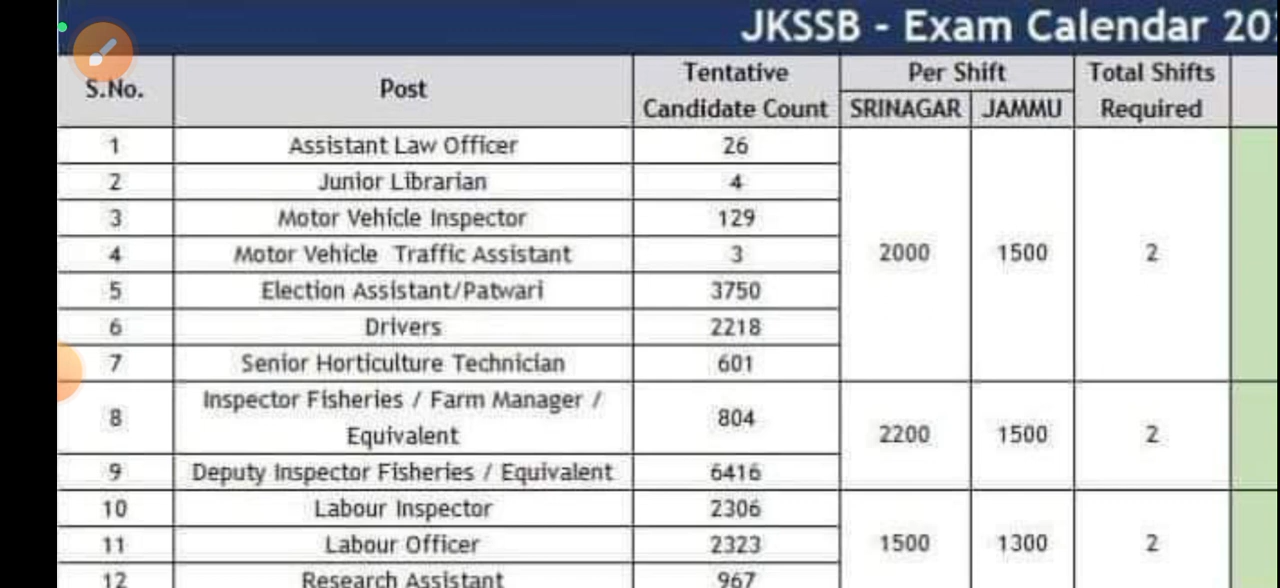 JKSSB - Exam Calendar 20
S.No. Post Tentative Candidate Count Per Shift Total Shifts Required
SRINAGAR JAMMU
1 Assistant Law Officer 26
2 Junior Librarian 4
3 Motor Vehicle Inspector 129
4 Motor Vehicle Traffic Assistant 3 2000 1500 2
5 Election Assistant/Patwari 3750
6 Drivers 2218
7 Senior Horticulture Technician 601
8 Inspector Fisheries / Farm Manager / Equivalent 804 2200 1500 2
9 Deputy Inspector Fisheries / Equivalent 6416
10 Labour Inspector 2306
11 Labour Officer 2323 1500 1300 2
12 Research Assistant 967